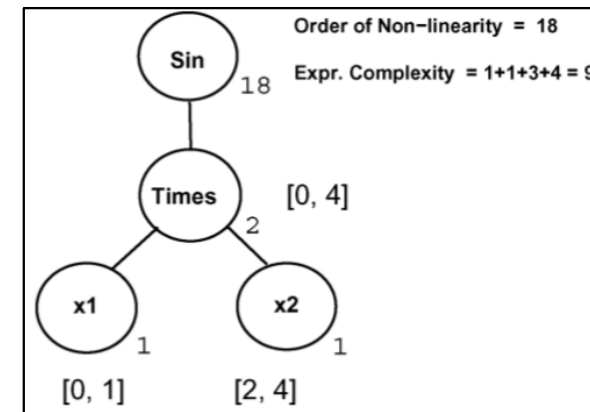 Order of Non-linearity = 18
Sin
18
Expr. Complexity = 1+1+3+4 = 9
Times
[0, 4]
2
x1
x2
1
1
[0, 1]
[2, 4]